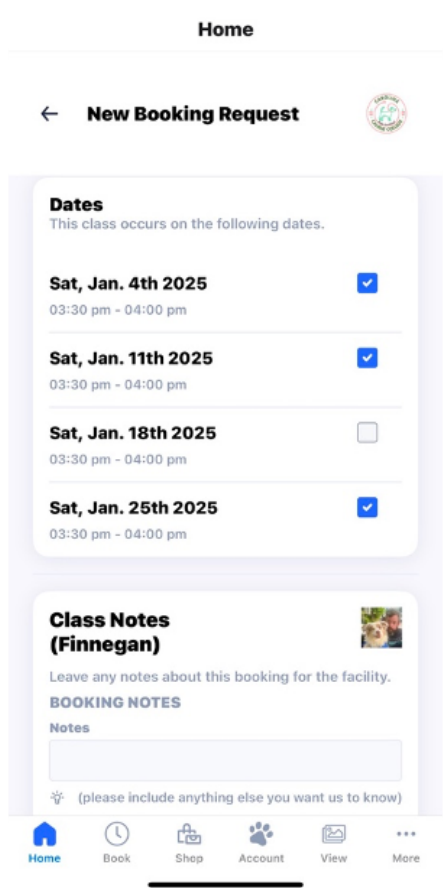 Home
New Booking Request
Dates
This class occurs on the following dates.
Sat, Jan. 4th 2025
03:30 pm - 04:00 pm
Sat, Jan. 11th 2025
03:30 pm - 04:00 pm
Sat, Jan. 18th 2025
03:30 pm - 04:00 pm
Sat, Jan. 25th 2025
03:30 pm - 04:00 pm
Class Notes
(Finnegan)
Leave any notes about this booking for the facility.
BOOKING NOTES
Notes
(please include anything else you want us to know)
Home Book Shop Account View More